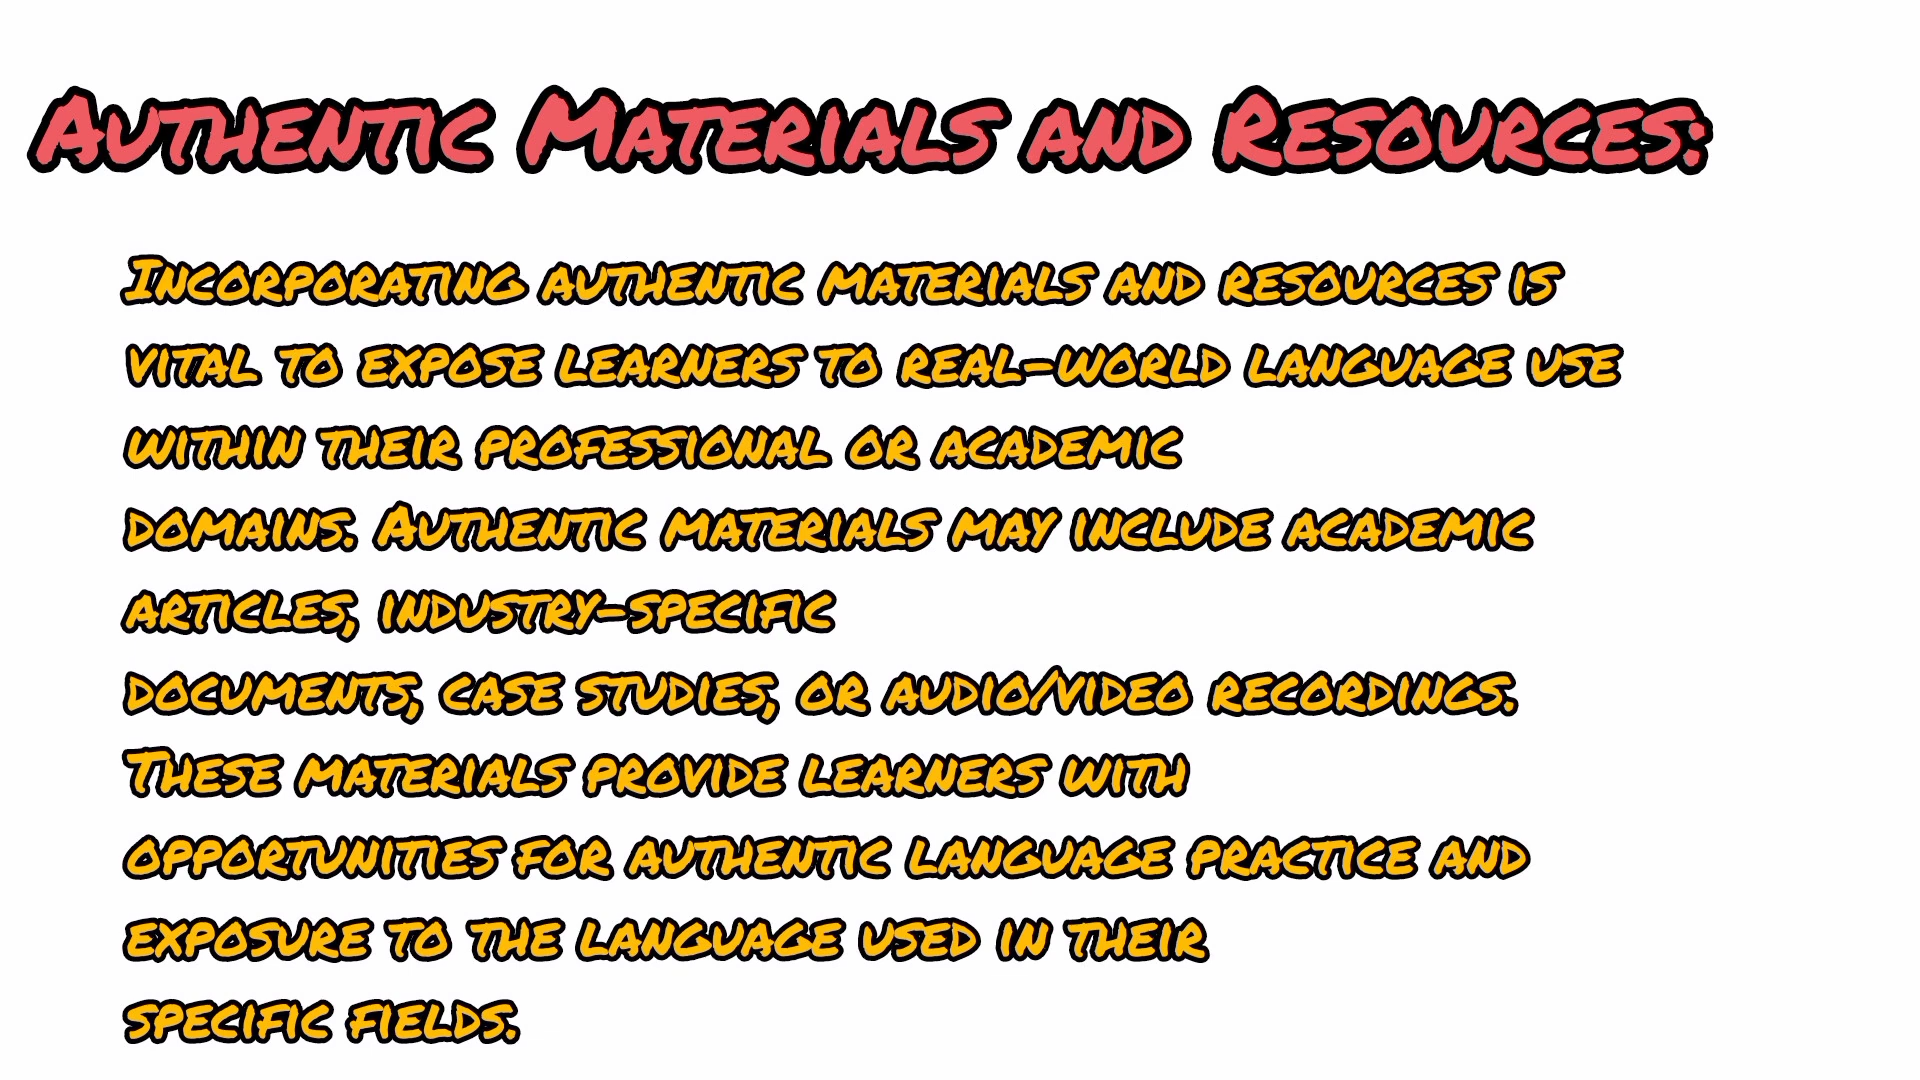 Authentic Materials and Resources:
Incorporating authentic materials and resources is
vital to expose learners to real-world language use
within their professional or academic
domains. Authentic materials may include academic
articles, industry-specific
documents, case studies, or audio/video recordings.
These materials provide learners with
opportunities for authentic language practice and
exposure to the language used in their
specific fields.